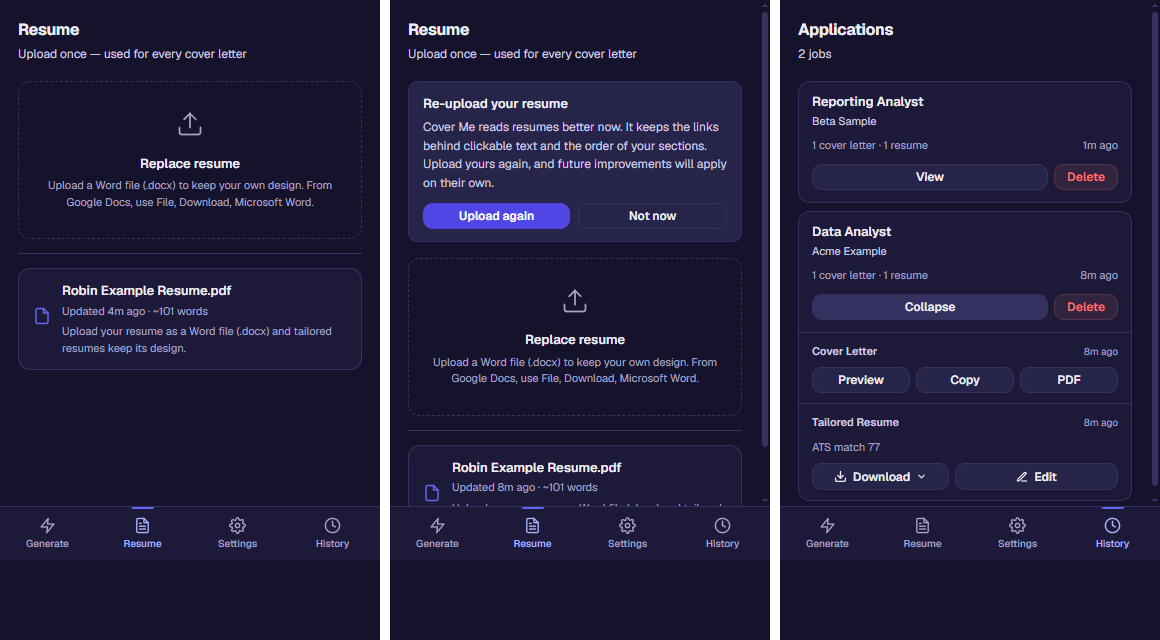 Resume
Upload once — used for every cover letter
Replace resume
Upload a Word file (.docx) to keep your own design. From
Google Docs, use File, Download, Microsoft Word.
Robin Example Resume.pdf
Updated 4m ago · ~101 words
Upload your resume as a Word file (.docx) and tailored
resumes keep its design.
Generate
Resume
Settings
History
Resume
Upload once — used for every cover letter
Re-upload your resume
Cover Me reads resumes better now. It keeps the links
behind clickable text and the order of your sections.
Upload yours again, and future improvements will apply
on their own.
Upload again
Not now
Replace resume
Upload a Word file (.docx) to keep your own design. From
Google Docs, use File, Download, Microsoft Word.
Robin Example Resume.pdf
Updated 8m ago · ~101 words
Generate
Resume
Settings
History
Applications
2 jobs
Reporting Analyst
Beta Sample
1 cover letter · 1 resume
1m ago
View
Delete
Data Analyst
Acme Example
1 cover letter · 1 resume
8m ago
Collapse
Delete
Cover Letter
8m ago
Preview
Copy
PDF
Tailored Resume
8m ago
ATS match 77
Download
Edit
Generate
Resume
Settings
History